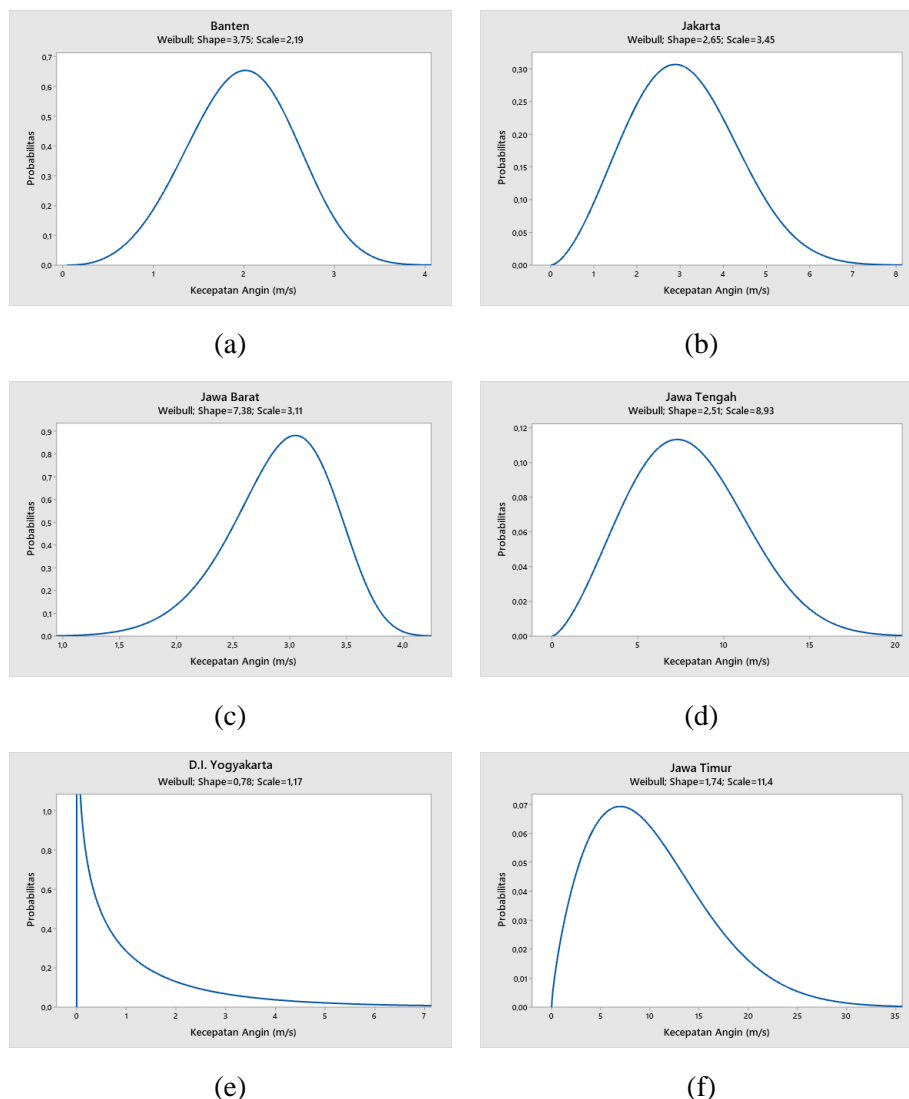 Banten
Weibull; Shape=3,75; Scale=2,19
0,7
0,6
0,5
0,4
0,3
0,2
0,1
0,0
Probabilitas
0 1 2 3 4
Kecepatan Angin (m/s)
(a)
Jakarta
Weibull; Shape=2,65; Scale=3,45
0,30
0,25
0,20
0,15
0,10
0,05
0,00
Probabilitas
0 1 2 3 4 5 6 7 8
Kecepatan Angin (m/s)
(b)
Jawa Barat
Weibull; Shape=7,38; Scale=3,11
0,9
0,8
0,7
0,6
0,5
0,4
0,3
0,2
0,1
0,0
Probabilitas
1,0 1,5 2,0 2,5 3,0 3,5 4,0
Kecepatan Angin (m/s)
(c)
Jawa Tengah
Weibull; Shape=2,51; Scale=8,93
0,12
0,10
0,08
0,06
0,04
0,02
0,00
Probabilitas
0 5 10 15 20
Kecepatan Angin (m/s)
(d)
D.I. Yogyakarta
Weibull; Shape=0,78; Scale=1,17
1,0
0,8
0,6
0,4
0,2
0,0
Probabilitas
0 1 2 3 4 5 6 7
Kecepatan Angin (m/s)
(e)
Jawa Timur
Weibull; Shape=1,74; Scale=11,4
0,07
0,06
0,05
0,04
0,03
0,02
0,01
0,00
Probabilitas
0 5 10 15 20 25 30 35
Kecepatan Angin (m/s)
(f)